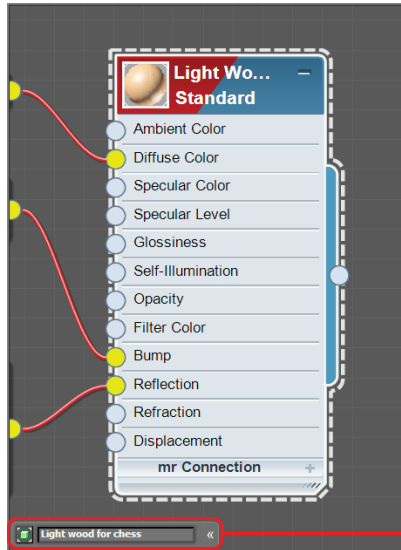 Light Wo...
Standard
Ambient Color
Diffuse Color
Specular Color
Specular Level
Glossiness
Self-Illumination
Opacity
Filter Color
Bump
Reflection
Refraction
Displacement
mr Connection
Light wood for chess